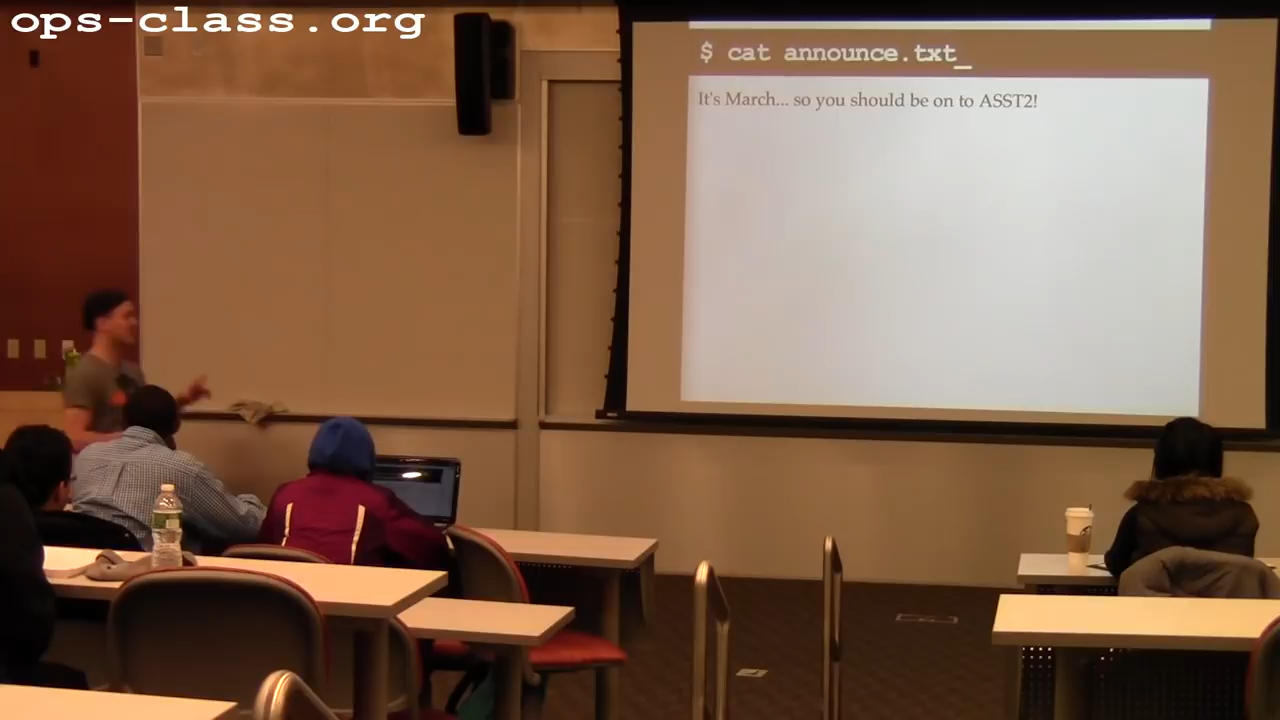 ops-class.org
$ cat announce.txt_
It's March... so you should be on to ASST2!